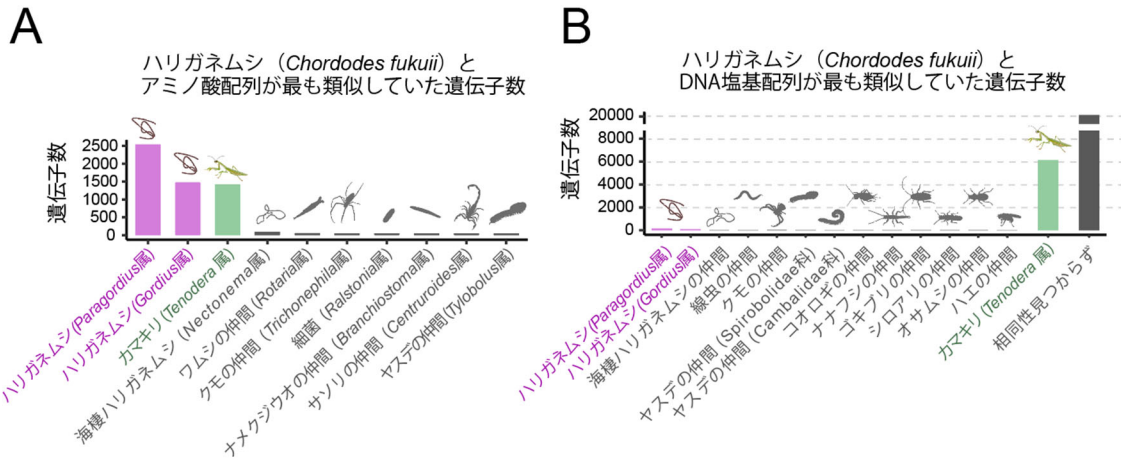 A
ハリガネムシ（Chordodes fukuii）と
アミノ酸配列が最も類似していた遺伝子数
遺伝子数
2500
2000
1500
1000
500
0
ハリガネムシ(Paragordius属)
ハリガネムシ(Gordius属)
カマキリ(Tenodera 属)
海棲ハリガネムシ(Nectonema属)
ワムシの仲間(Rotaria属)
クモの仲間(Trichonephila属)
細菌(Ralstonia属)
ナメクジウオの仲間(Branchiostoma属)
サソリの仲間(Centruroides属)
ヤスデの仲間(Tylobolus属)
B
ハリガネムシ（Chordodes fukuii）と
DNA塩基配列が最も類似していた遺伝子数
遺伝子数
20000
8000
6000
4000
2000
0
ハリガネムシ(Paragordius属)
ハリガネムシ(Gordius属)
海棲ハリガネムシの仲間
線虫の仲間
クモの仲間
ヤスデの仲間(Spirobolidae科)
ヤスデの仲間(Cambalidae科)
コオロギの仲間
ナナフシの仲間
ゴキブリの仲間
シロアリの仲間
オサムシの仲間
ハエの仲間
カマキリ(Tenodera 属)
相同性見つからず